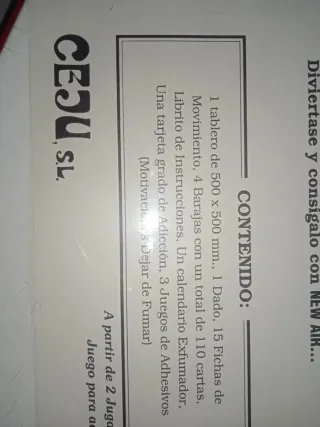 Diviertase y consigalo con NEW AIR...
CONTENIDO:
1 tablero de 500 x 500 mm., 1 Dado, 15 Fichas de
Movimiento, 4 Barajas con un total de 110 cartas.
Librito de Instrucciones. Un calendario Exfumador.
Una tarjeta grado de Adicción, 3 Juegos de Adhesivos
Dejar de Fumar)
A partir de 2 Juga
Juego para
CEJU, S.L.